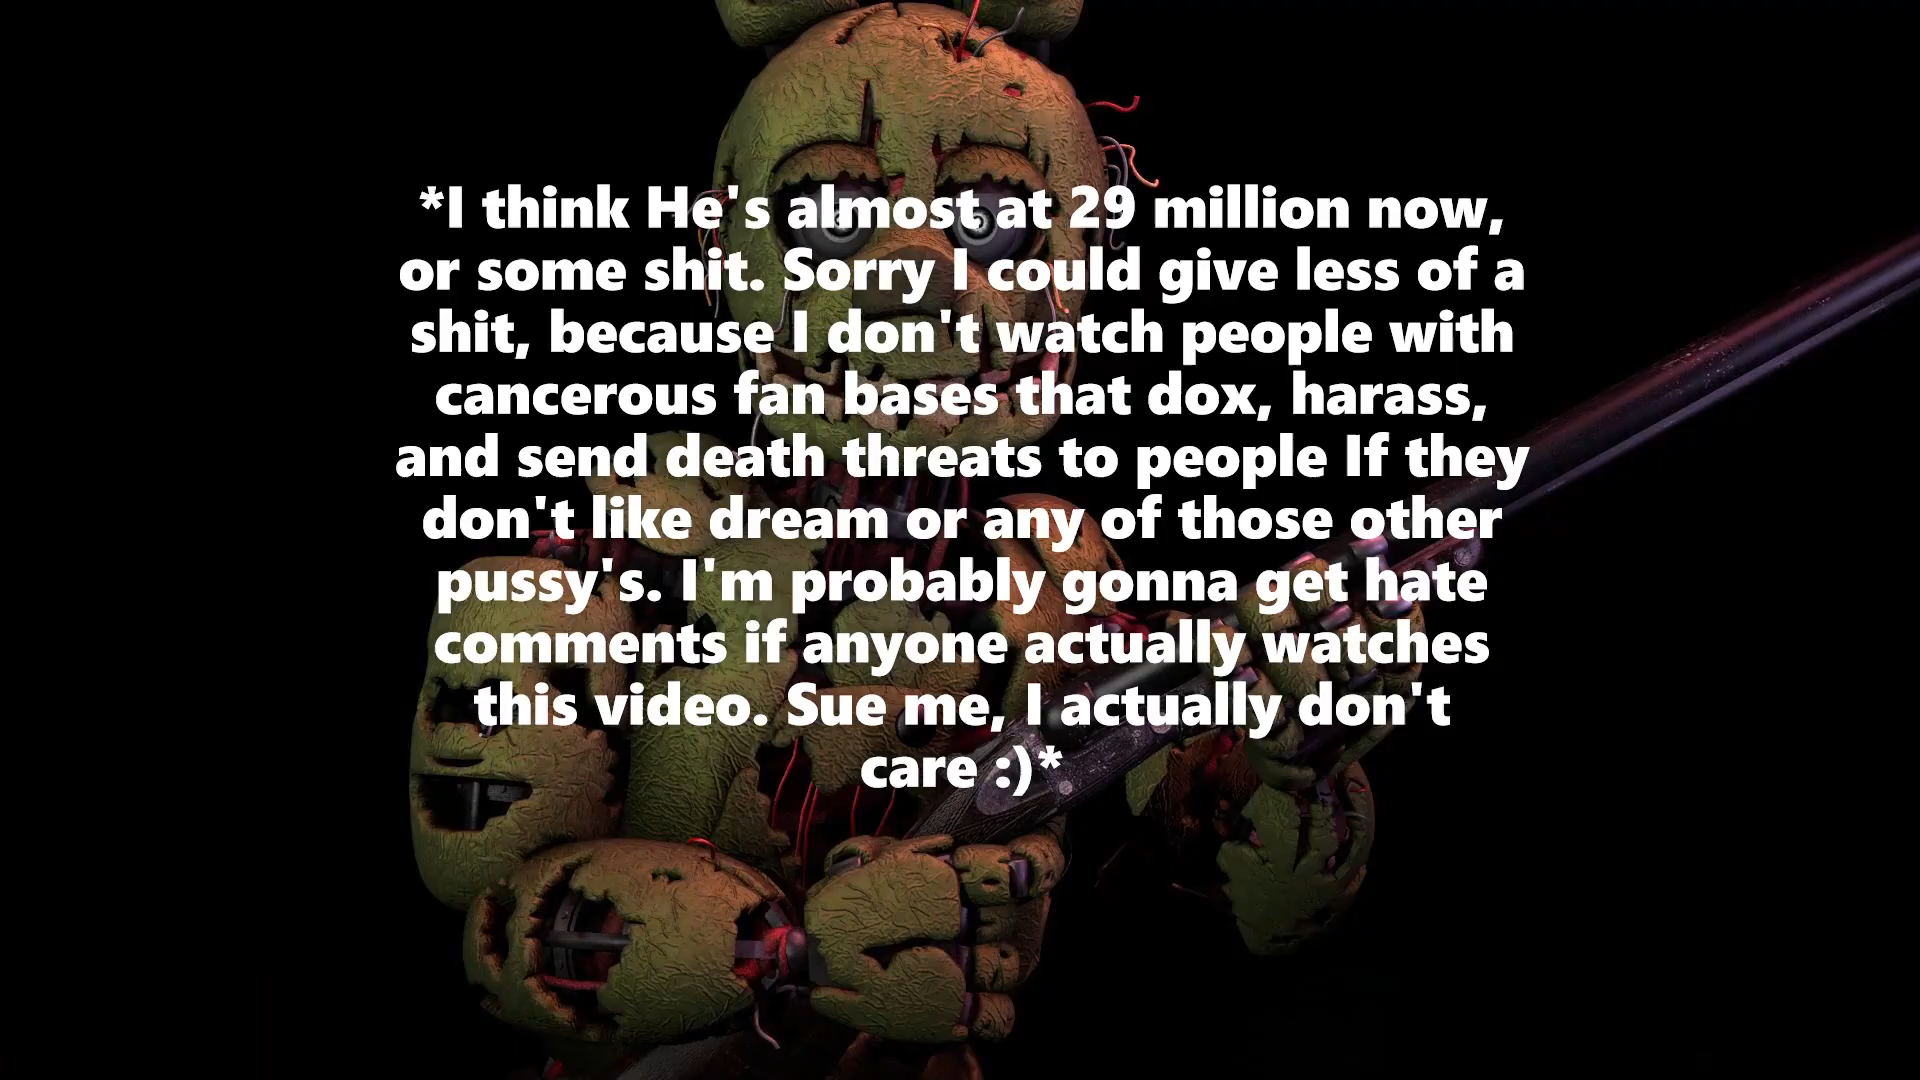 *I think He's almost at 29 million now,
or some shit. Sorry I could give less of a
shit, because I don't watch people with
cancerous fan bases that dox, harass,
and send death threats to people If they
don't like dream or any of those other
pussy's. I'm probably gonna get hate
comments if anyone actually watches
this video. Sue me, I actually don't
care :)*